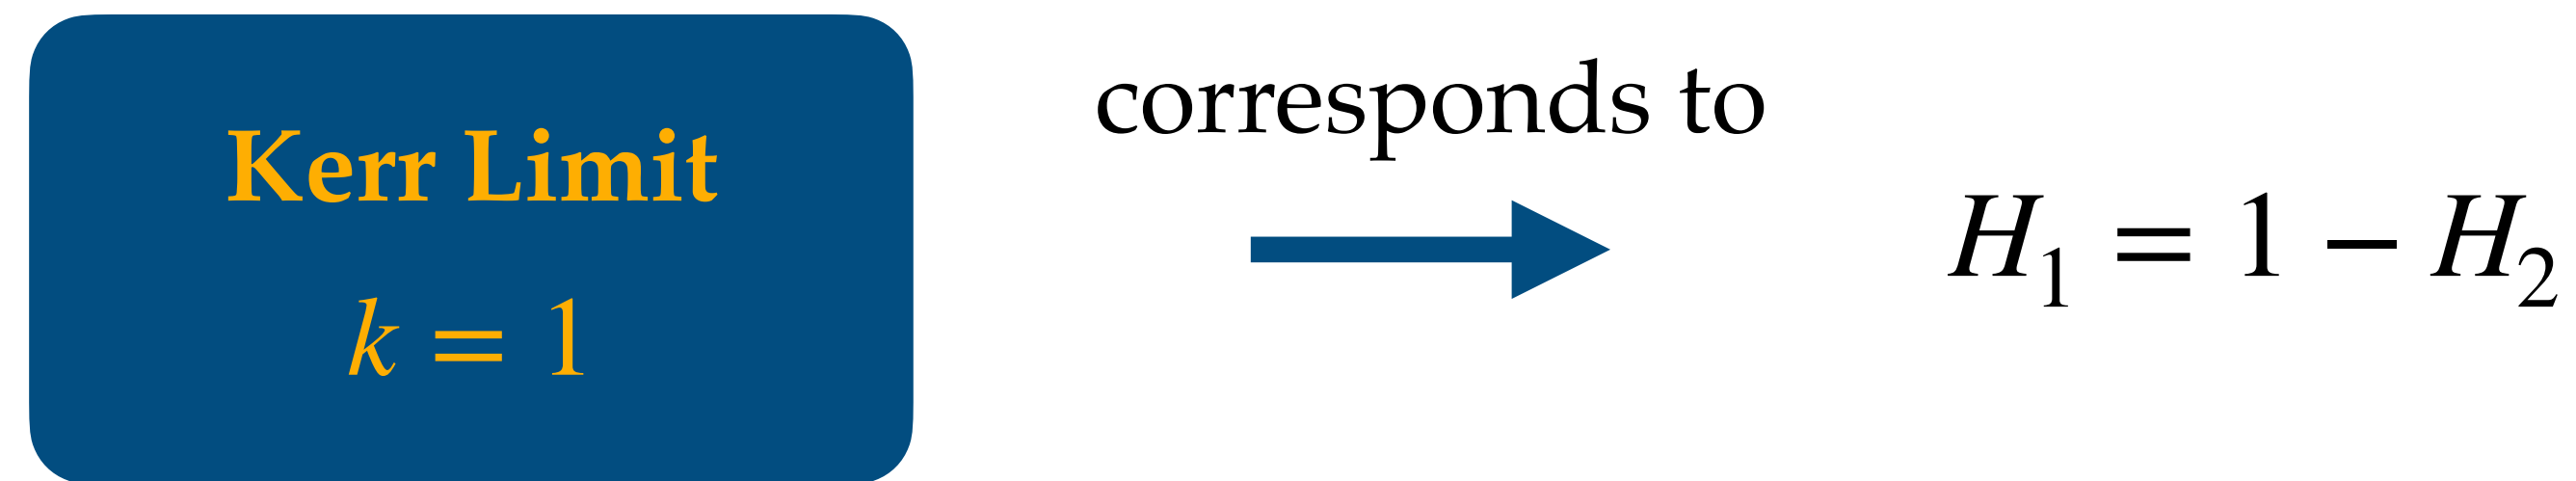 Kerr Limit
k = 1
corresponds to
H₁ = 1 − H₂